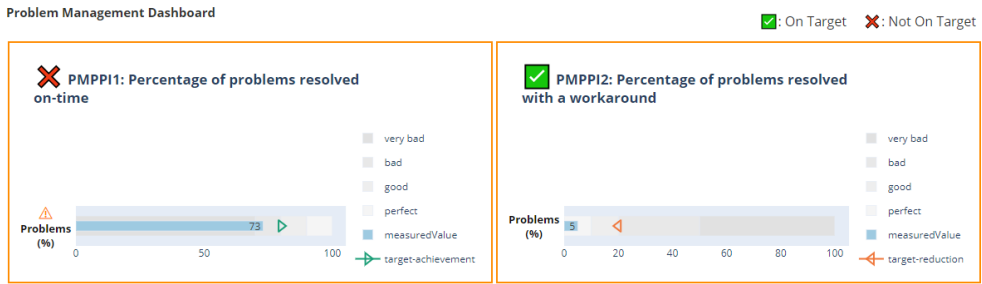 Problem Management Dashboard
✅: On Target ❌: Not On Target
❌ PMPPI1: Percentage of problems resolved
on-time
very bad
bad
good
perfect
measuredValue
target-achievement
Problems
(%)
73
0 50 100
✅ PMPPI2: Percentage of problems resolved
with a workaround
very bad
bad
good
perfect
measuredValue
target-reduction
Problems
(%)
5
0 20 40 60 80 100